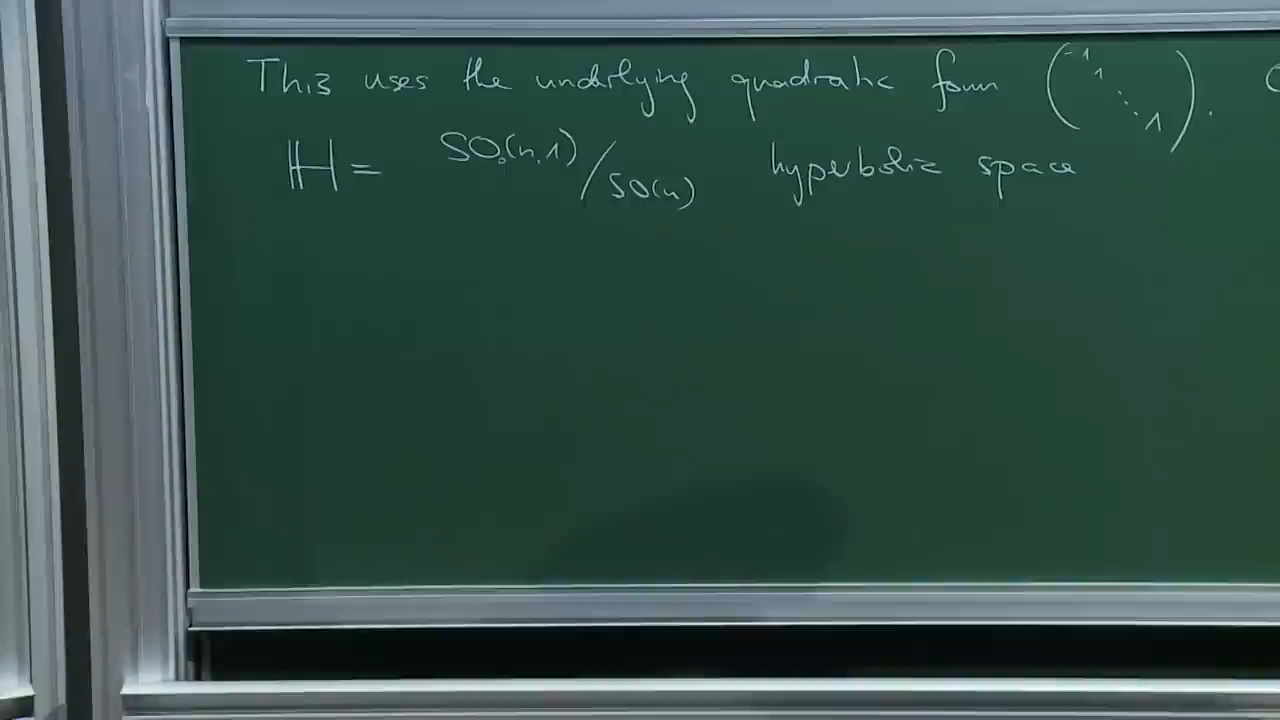 This uses the underlying quadratic form ( -1 1 ⋱ 1 ).
ℍ = SO₀(n,1)/SO(n) hyperbolic space